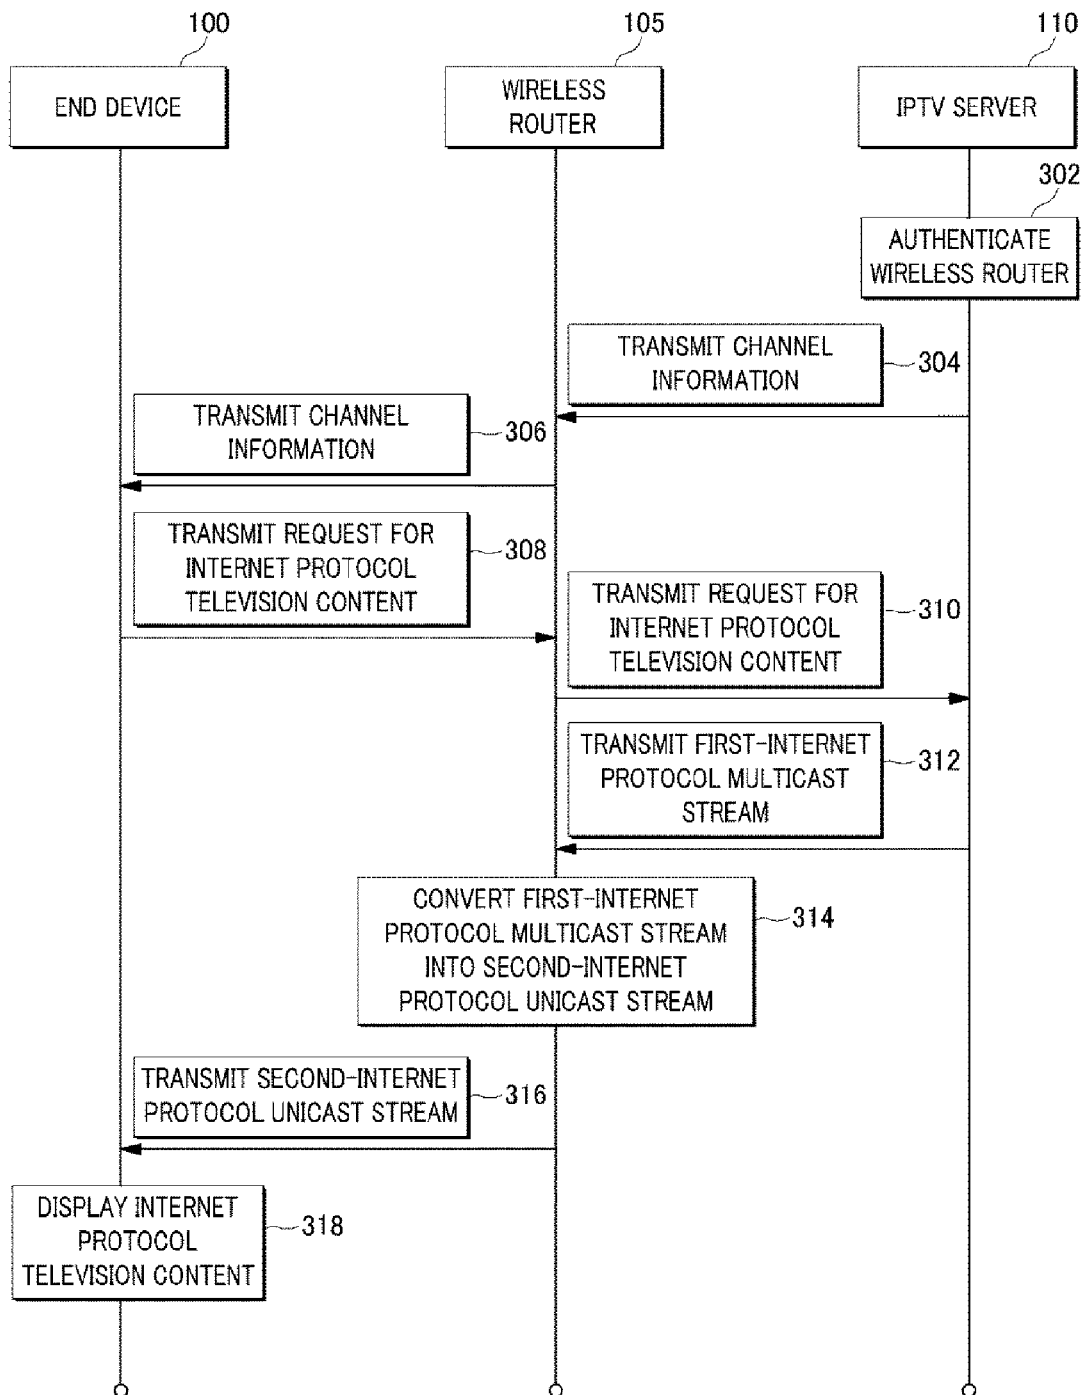 100
105
110
END DEVICE
WIRELESS
ROUTER
IPTV SERVER
302
AUTHENTICATE
WIRELESS ROUTER
TRANSMIT CHANNEL
INFORMATION
304
TRANSMIT CHANNEL
INFORMATION
306
TRANSMIT REQUEST FOR
INTERNET PROTOCOL
TELEVISION CONTENT
308
TRANSMIT REQUEST FOR
INTERNET PROTOCOL
TELEVISION CONTENT
310
TRANSMIT FIRST-INTERNET
PROTOCOL MULTICAST
STREAM
312
CONVERT FIRST-INTERNET
PROTOCOL MULTICAST STREAM
INTO SECOND-INTERNET
PROTOCOL UNICAST STREAM
314
TRANSMIT SECOND-INTERNET
PROTOCOL UNICAST STREAM
316
DISPLAY INTERNET
PROTOCOL
TELEVISION CONTENT
318